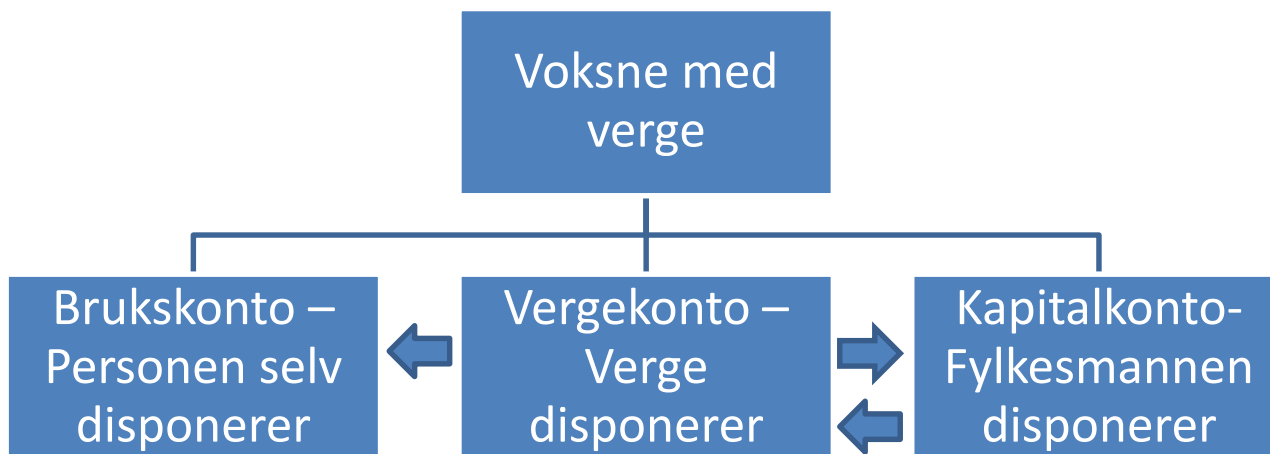 Voksne med
verge
Brukskonto –
Personen selv
disponerer
Vergekonto –
Verge
disponerer
Kapitalkonto-
Fylkesmannen
disponerer